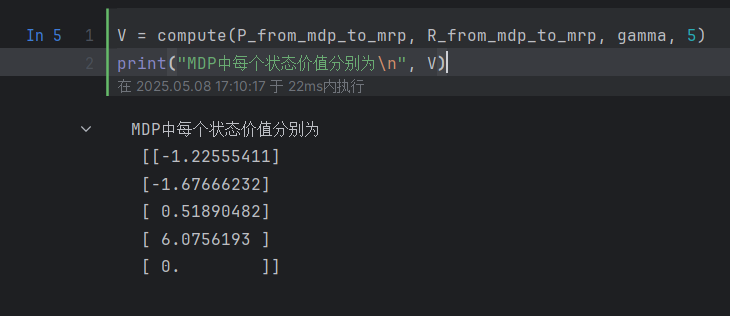 In 5 1 V = compute(P_from_mdp_to_mrp, R_from_mdp_to_mrp, gamma, 5)
2 print("MDP中每个状态价值分别为\n", V)
在 2025.05.08 17:10:17 于 22ms内执行
MDP中每个状态价值分别为
[[-1.22555411]
[-1.67666232]
[ 0.51890482]
[ 6.0756193 ]
[ 0.        ]]